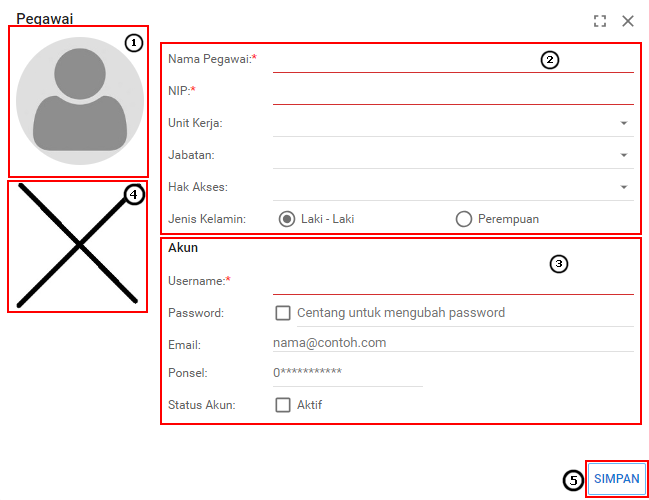 Pegawai
1
Nama Pegawai:*
2
NIP:*
Unit Kerja:
Jabatan:
Hak Akses:
4
Jenis Kelamin: Laki - Laki Perempuan
Akun
3
Username:*
Password: Centang untuk mengubah password
Email: nama@contoh.com
Ponsel: 0***********
Status Akun: Aktif
5 SIMPAN